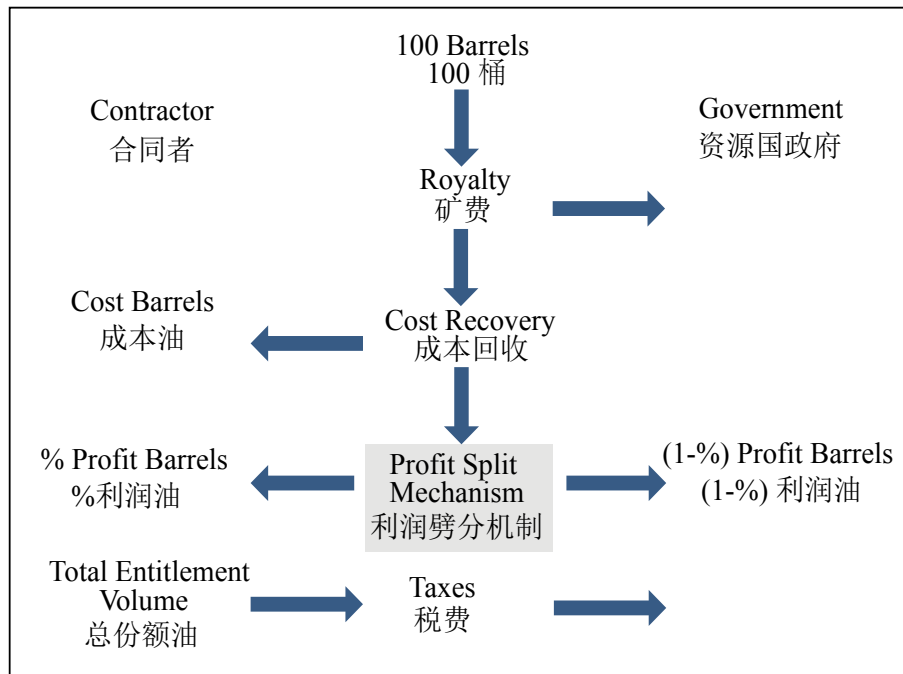 100 Barrels
100 桶
Contractor
合同者
Government
资源国政府
Royalty
矿费
Cost Barrels
成本油
Cost Recovery
成本回收
% Profit Barrels
%利润油
Profit Split
Mechanism
利润劈分机制
(1-%) Profit Barrels
(1-%) 利润油
Total Entitlement
Volume
总份额油
Taxes
税费